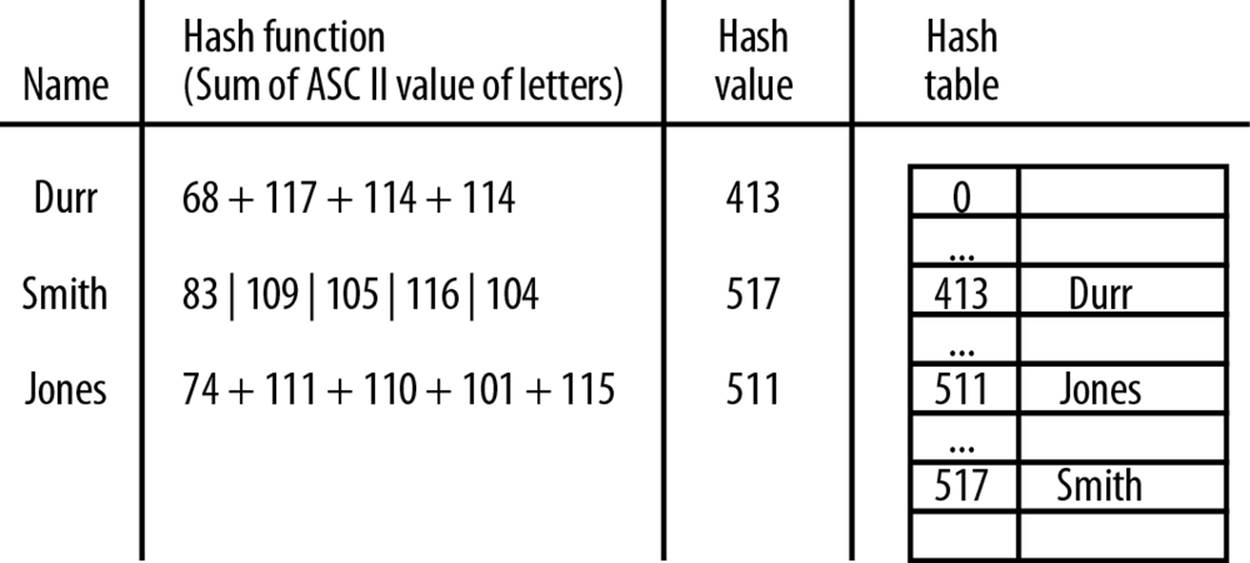 Name
Hash function
(Sum of ASC II value of letters)
Hash
value
Hash
table
Durr
68 + 117 + 114 + 114
413
Smith
83 | 109 | 105 | 116 | 104
517
Jones
74 + 111 + 110 + 101 + 115
511
0
...
413 Durr
...
511 Jones
...
517 Smith